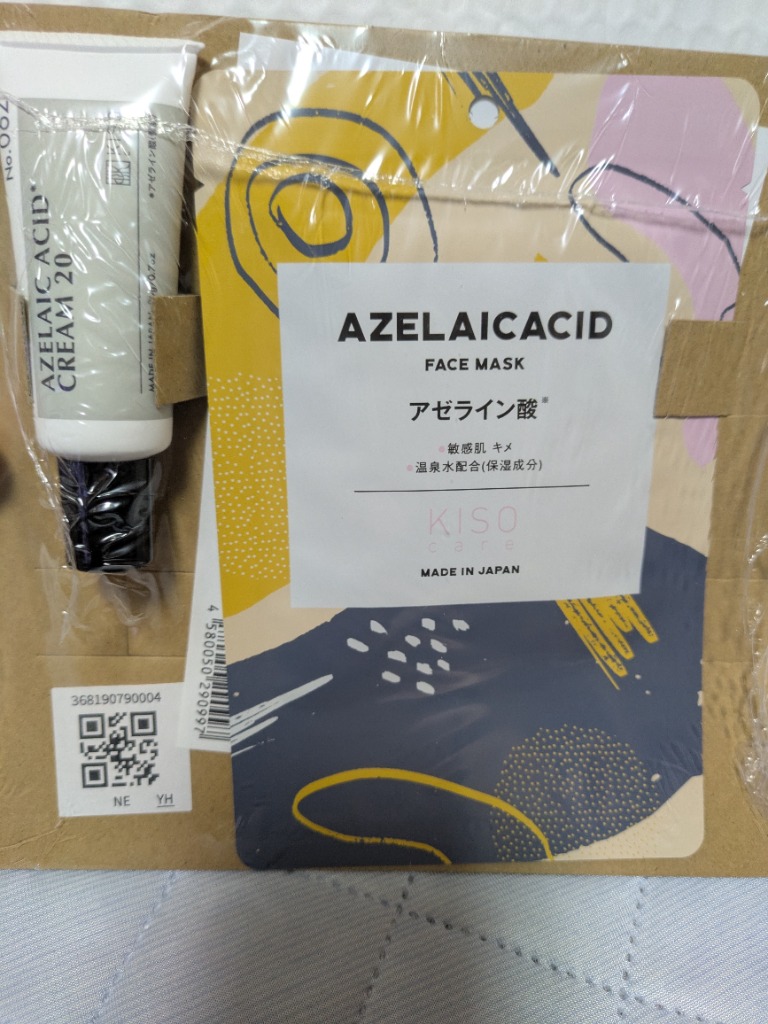 AZELAIC ACID*
CREAM 20
MADE IN JAPAN
AZELAICACID
FACE MASK
アゼライン酸※
敏感肌 キメ
温泉水配合(保湿成分)
KISO
care
MADE IN JAPAN
4580050290997
368190790004
NE YH